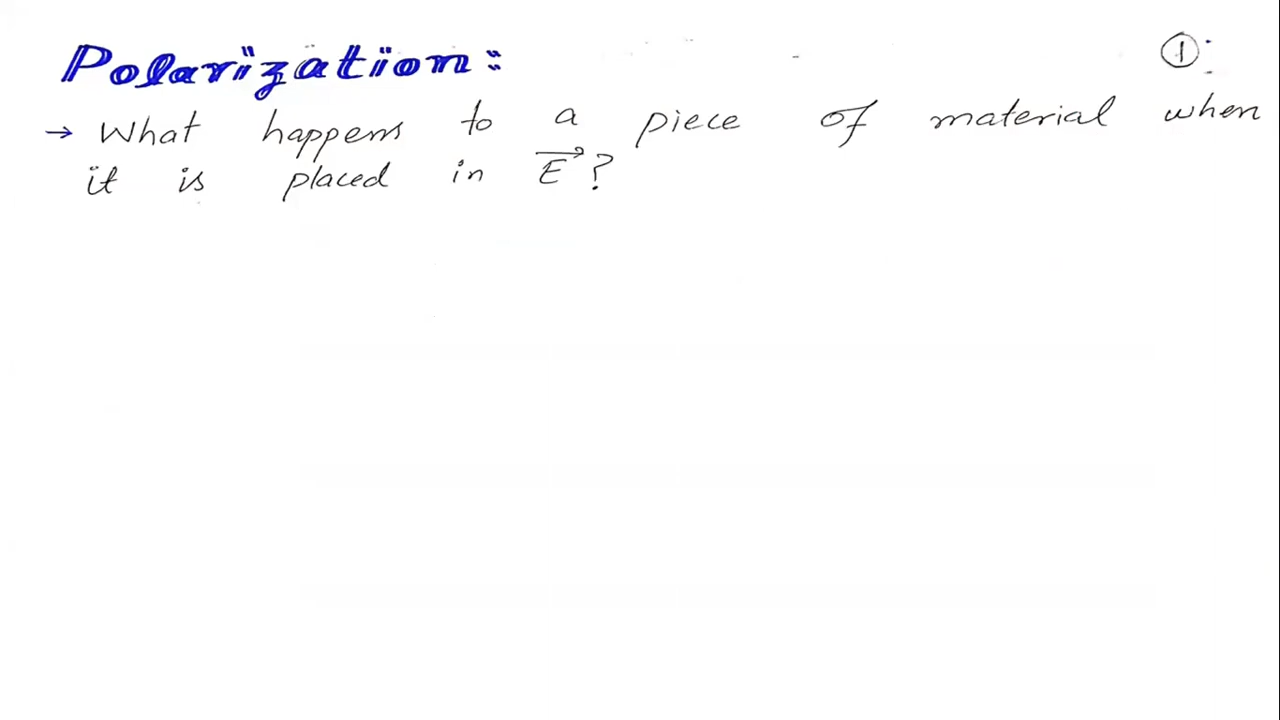 Polarization:
①
→ What happens to a piece of material when
it is placed in E⃗?